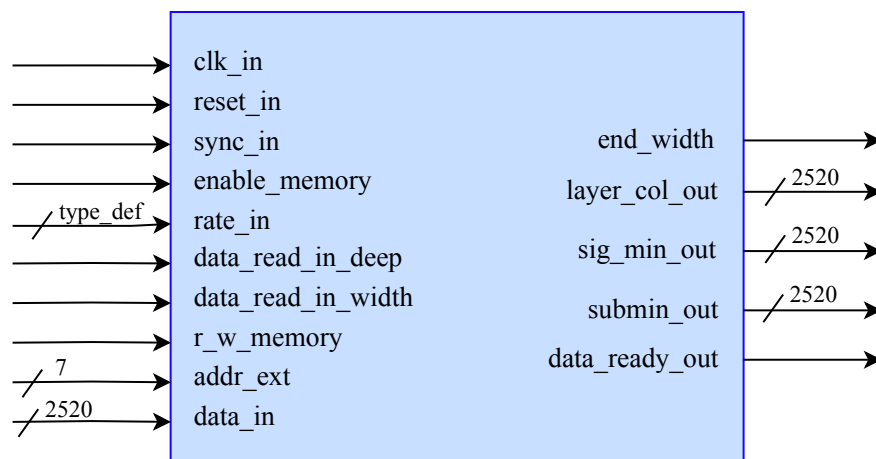 clk_in
reset_in
sync_in
end_width
enable_memory
2520
layer_col_out
type_def
rate_in
2520
sig_min_out
data_read_in_deep
data_read_in_width
2520
submin_out
r_w_memory
data_ready_out
7
addr_ext
2520
data_in